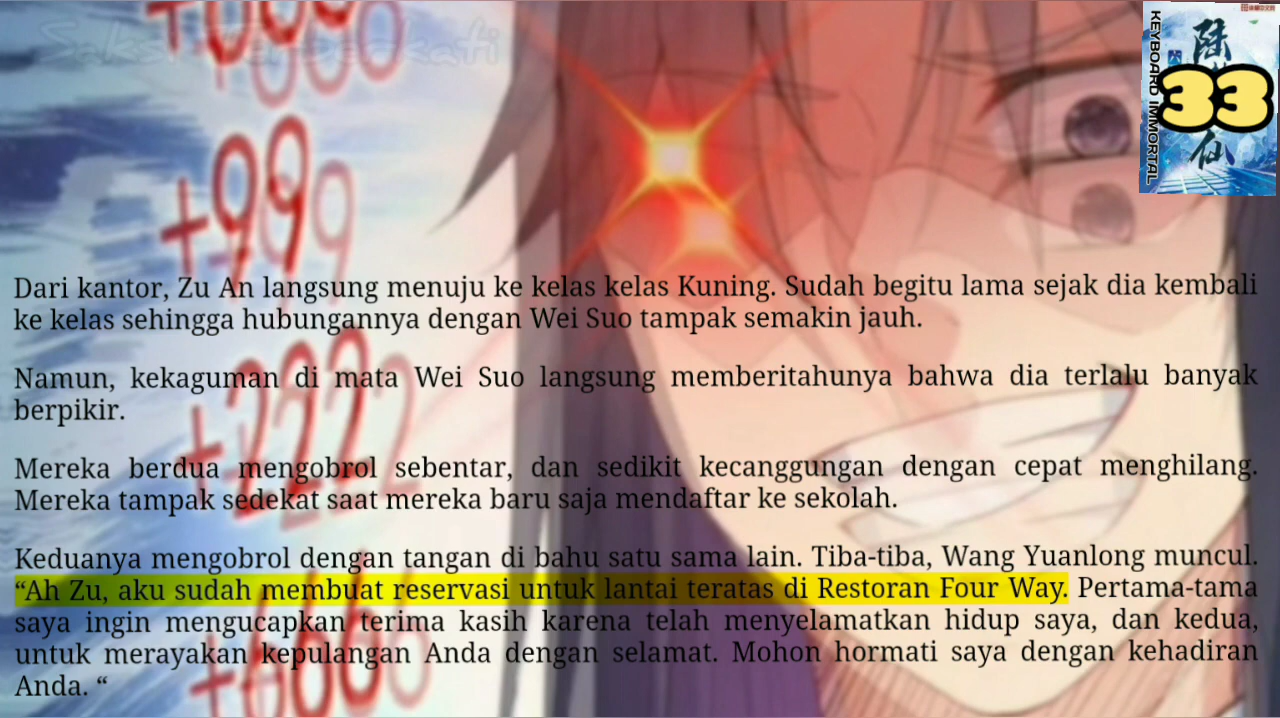 Saksi Terberkati
+000
+99
+222
+666
陆
仙
KEYBOARD IMMORTAL
33
Dari kantor, Zu An langsung menuju ke kelas kelas Kuning. Sudah begitu lama sejak dia kembali
ke kelas sehingga hubungannya dengan Wei Suo tampak semakin jauh.
Namun, kekaguman di mata Wei Suo langsung memberitahunya bahwa dia terlalu banyak
berpikir.
Mereka berdua mengobrol sebentar, dan sedikit kecanggungan dengan cepat menghilang.
Mereka tampak sedekat saat mereka baru saja mendaftar ke sekolah.
Keduanya mengobrol dengan tangan di bahu satu sama lain. Tiba-tiba, Wang Yuanlong muncul.
“Ah Zu, aku sudah membuat reservasi untuk lantai teratas di Restoran Four Way. Pertama-tama
saya ingin mengucapkan terima kasih karena telah menyelamatkan hidup saya, dan kedua,
untuk merayakan kepulangan Anda dengan selamat. Mohon hormati saya dengan kehadiran
Anda. “